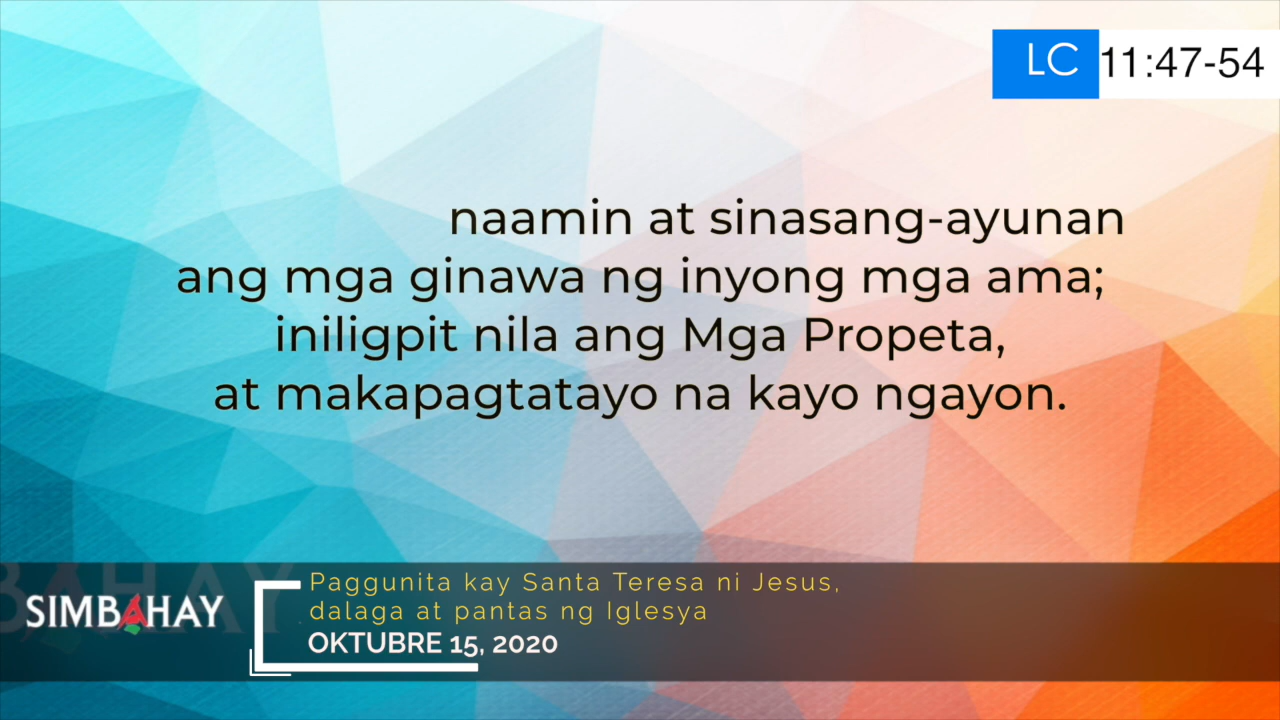 LC 11:47-54
naamin at sinasang-ayunan
ang mga ginawa ng inyong mga ama;
iniligpit nila ang Mga Propeta,
at makapagtatayo na kayo ngayon.
Paggunita kay Santa Teresa ni Jesus,
dalaga at pantas ng Iglesya
SIMBAHAY
OKTUBRE 15, 2020